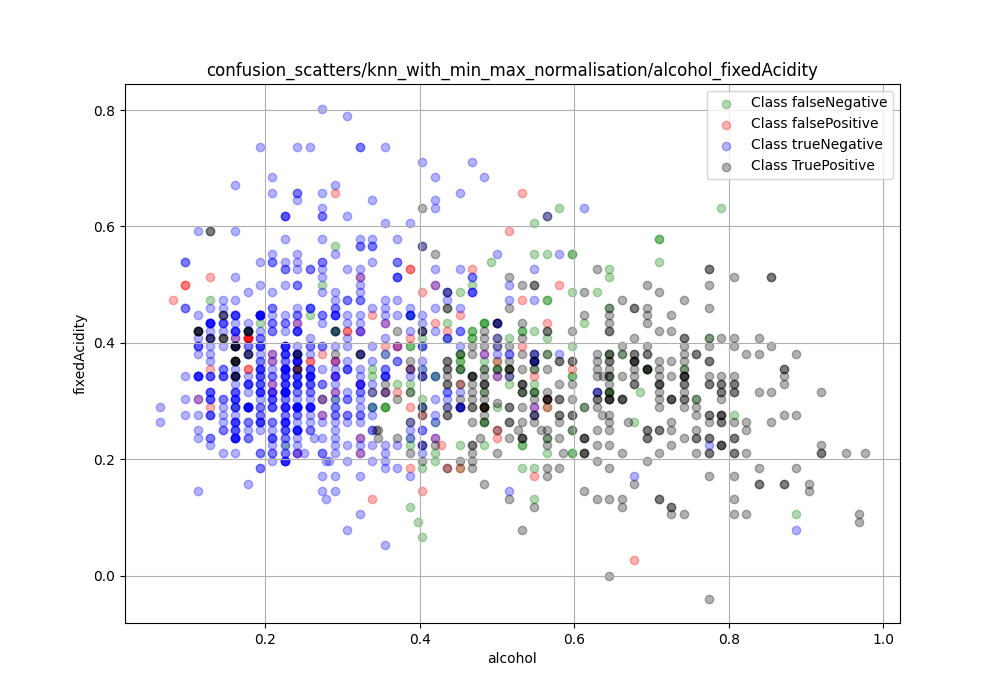 confusion_scatters/knn_with_min_max_normalisation/alcohol_fixedAcidity
Class falseNegative
Class falsePositive
Class trueNegative
Class TruePositive
0.8
0.6
0.4
0.2
0.0
fixedAcidity
0.2 0.4 0.6 0.8 1.0
alcohol